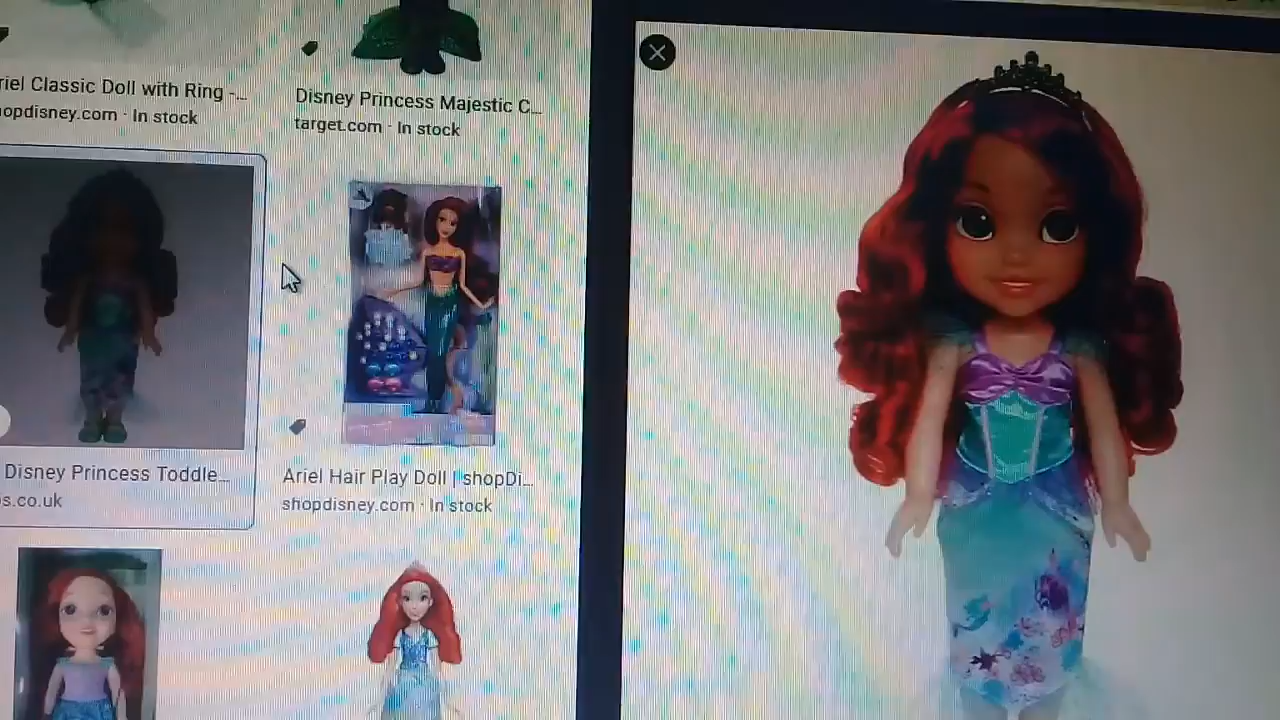 riel Classic Doll with Ring -...
opdisney.com · In stock
Disney Princess Majestic C...
target.com · In stock
Disney Princess Toddle...
s.co.uk
Ariel Hair Play Doll | shopDi...
shopdisney.com · In stock